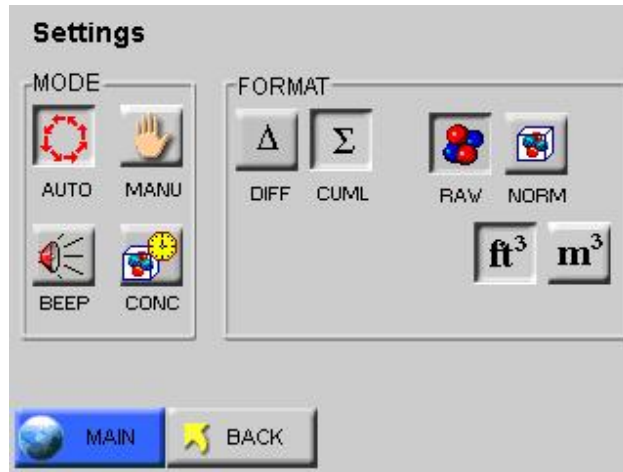 Settings
MODE
FORMAT
Δ Σ
AUTO MANU
DIFF CUML
RAW NORM
ft³ m³
BEEP CONC
MAIN
BACK